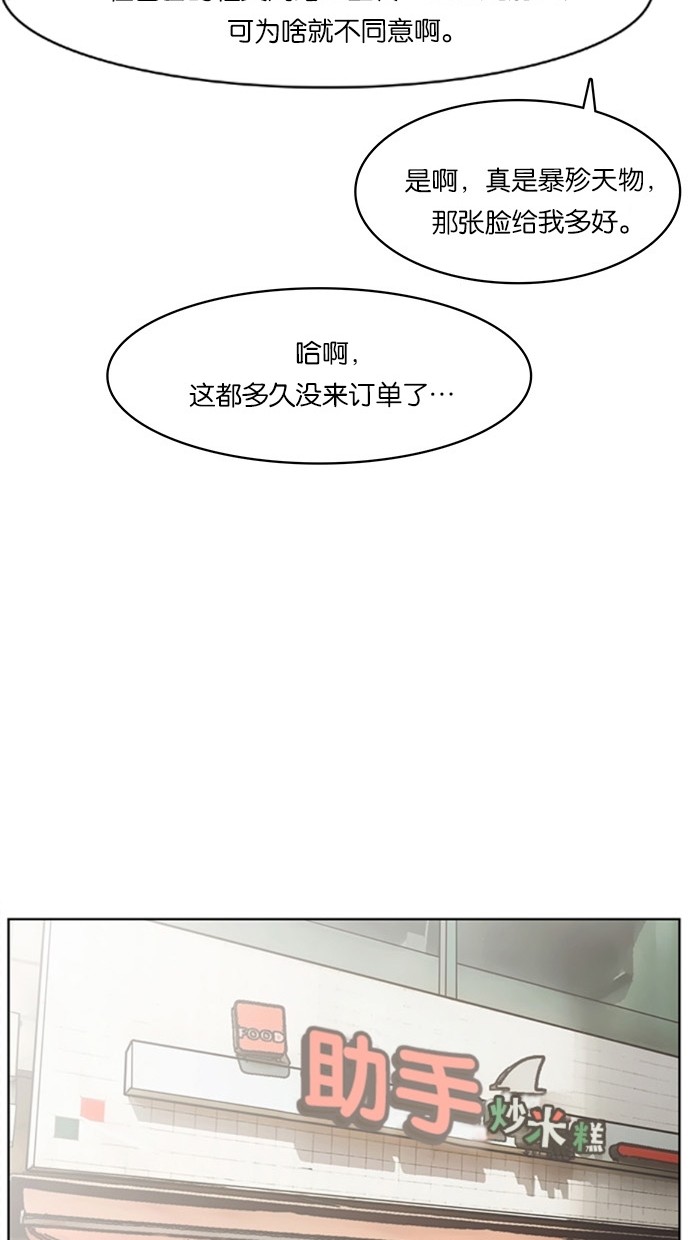 可为啥就不同意啊。
是啊，真是暴殄天物，
那张脸给我多好。
哈啊，
这都多久没来订单了…
FOOD
助手
炒米糕